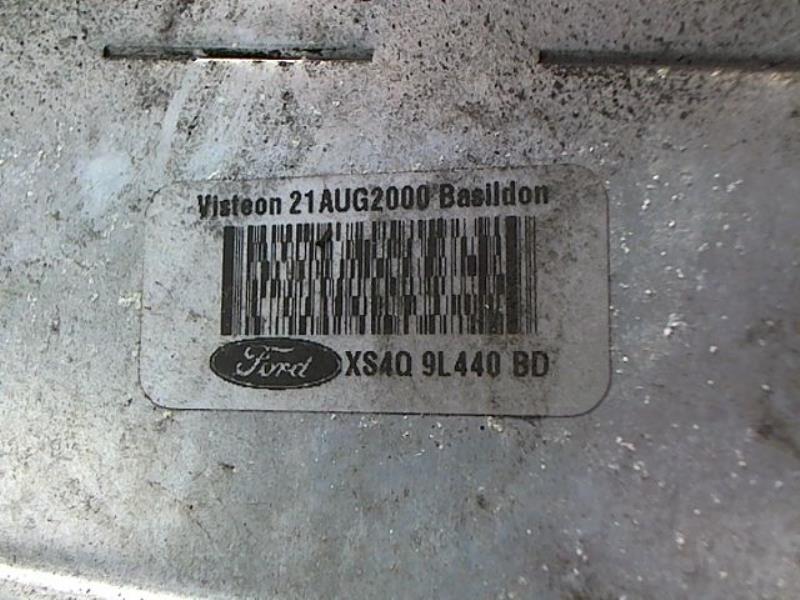 Visteon 21AUG2000 Basildon
Ford XS4Q 9L440 BD